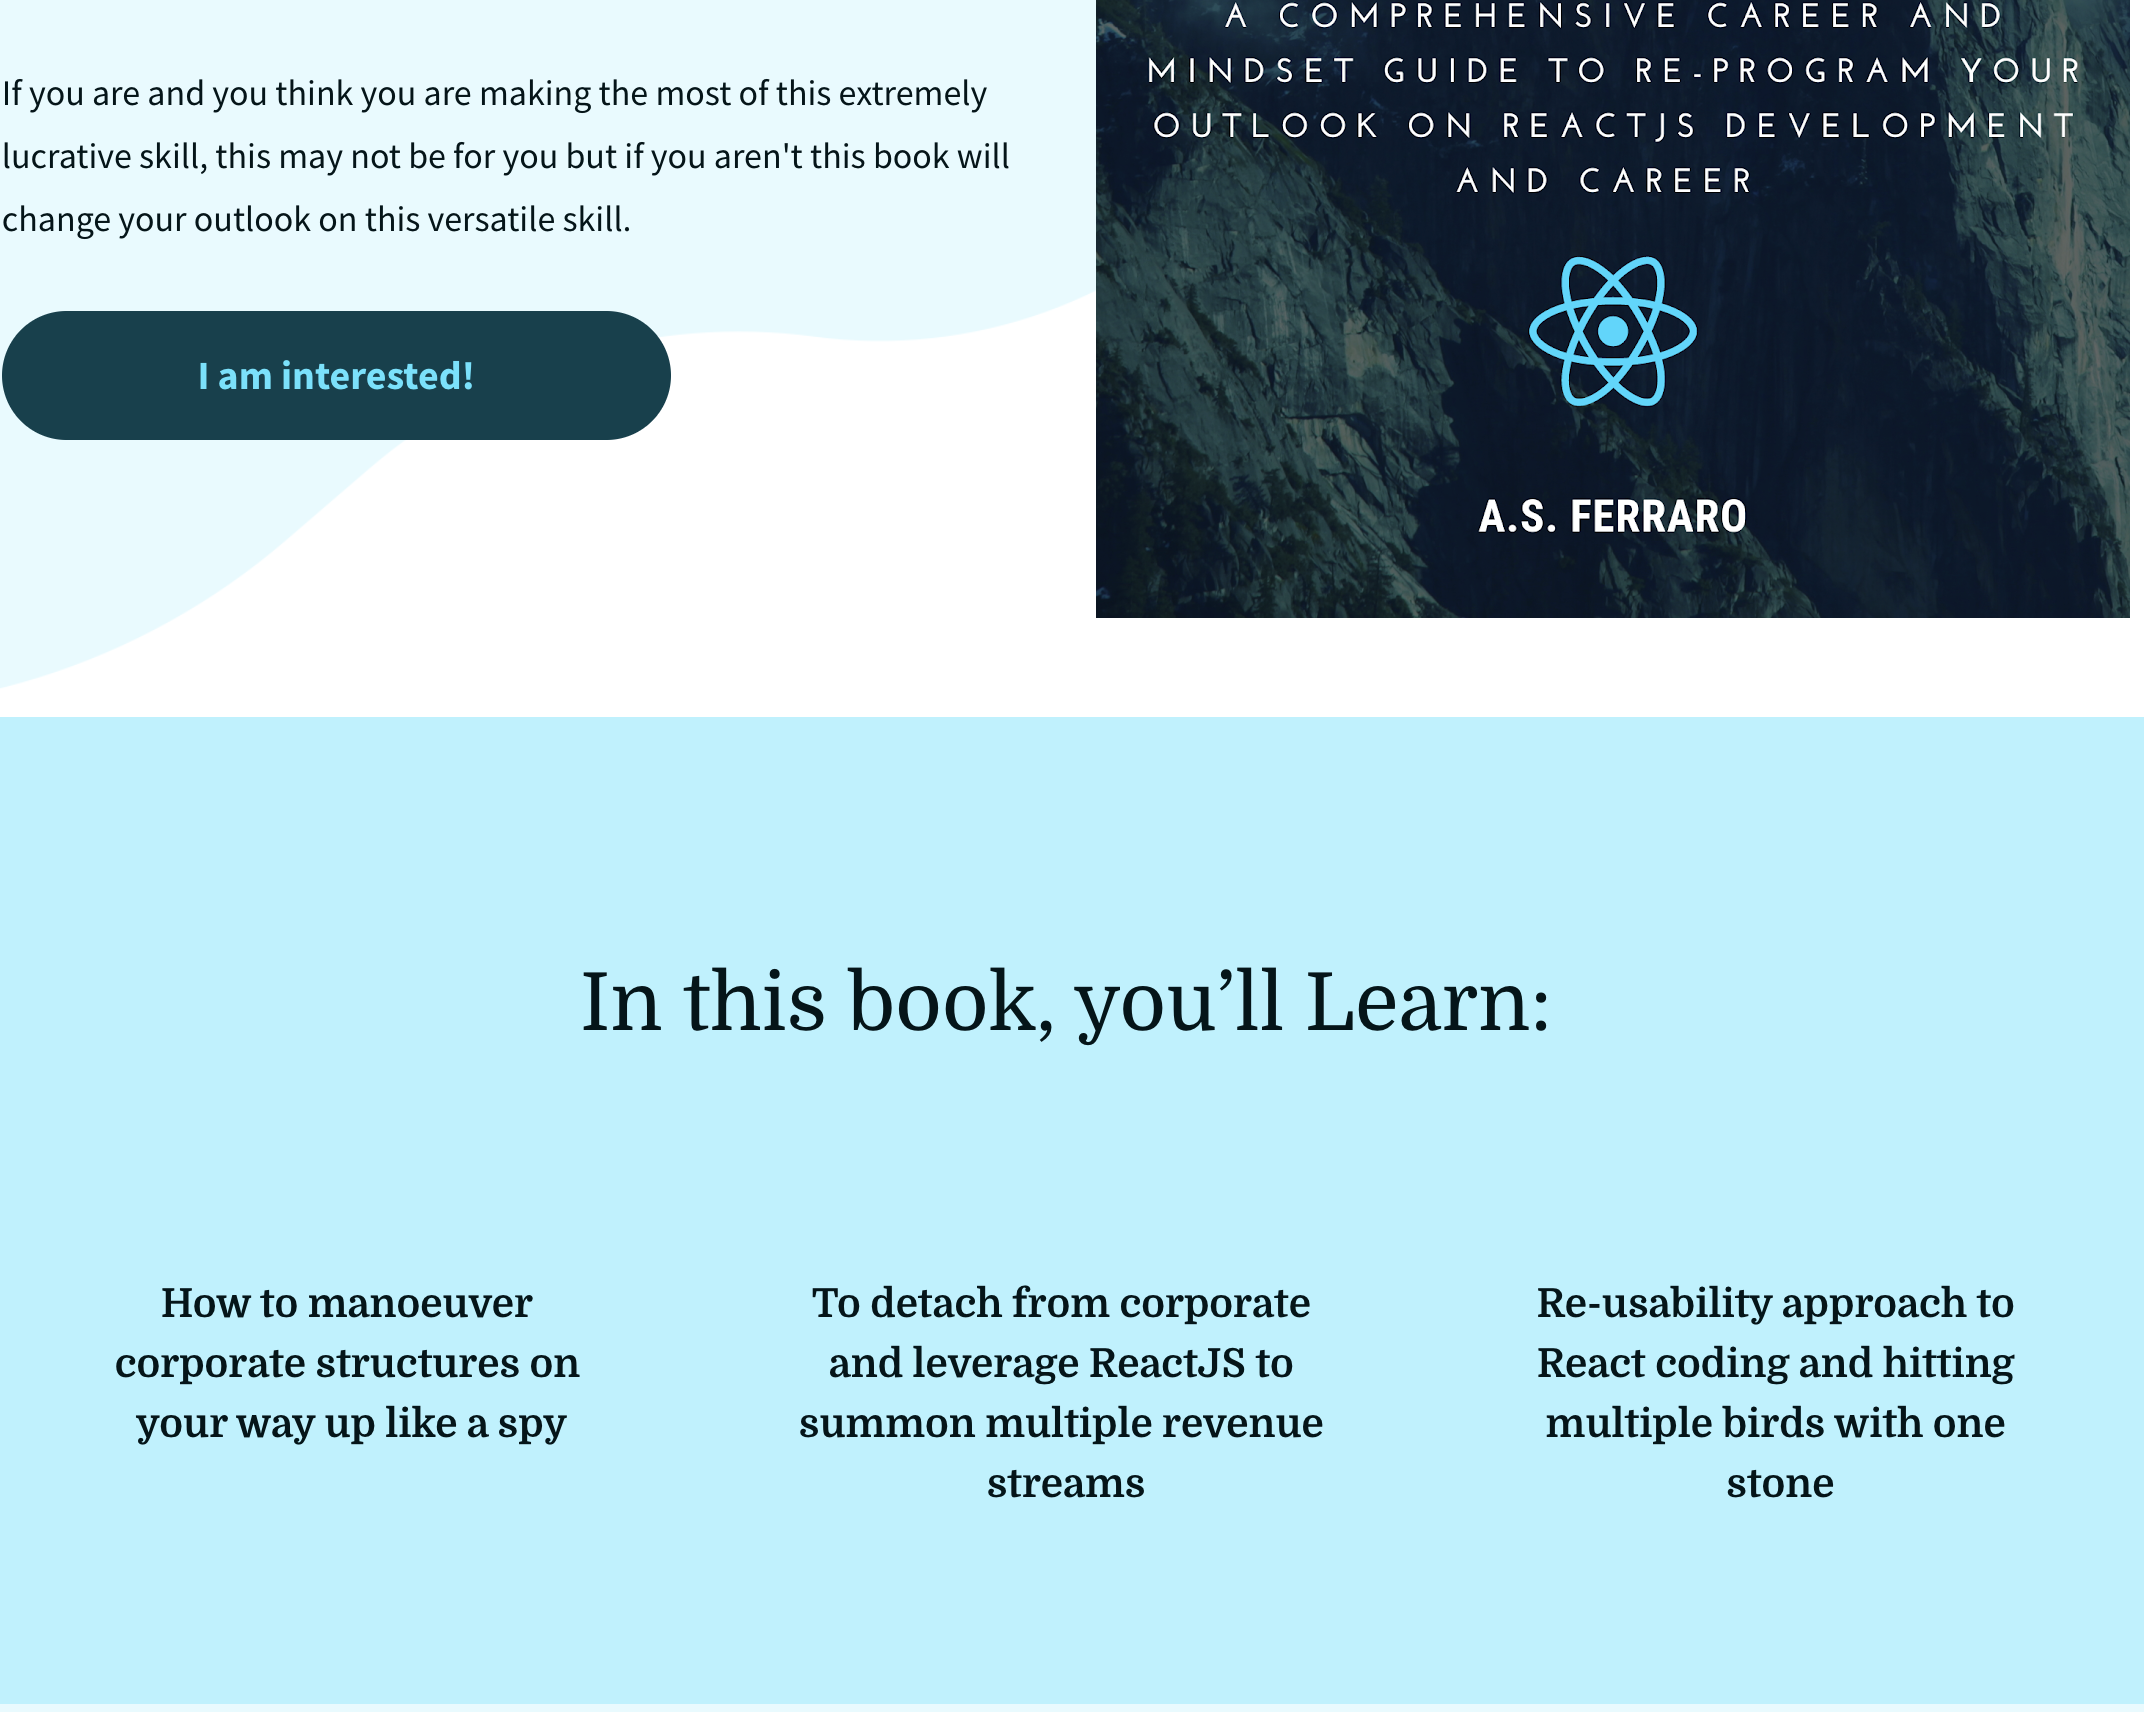 If you are and you think you are making the most of this extremely
lucrative skill, this may not be for you but if you aren't this book will
change your outlook on this versatile skill.
I am interested!
A COMPREHENSIVE CAREER AND
MINDSET GUIDE TO RE-PROGRAM YOUR
OUTLOOK ON REACTJS DEVELOPMENT
AND CAREER
A.S. FERRARO
In this book, you’ll Learn:
How to manoeuver
corporate structures on
your way up like a spy
To detach from corporate
and leverage ReactJS to
summon multiple revenue
streams
Re-usability approach to
React coding and hitting
multiple birds with one
stone